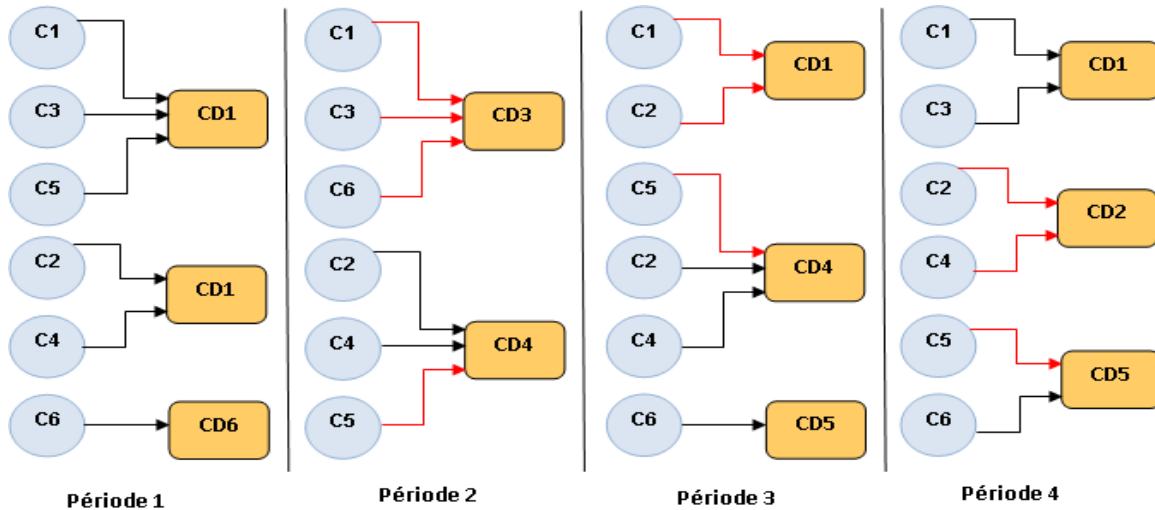 C1
C3
CD1
C5
C2
CD1
C4
C6
CD6
Période 1
C1
C3
CD3
C6
C2
C4
CD4
C5
Période 2
C1
CD1
C2
C5
C2
CD4
C4
C6
CD5
Période 3
C1
CD1
C3
C2
CD2
C4
C5
CD5
C6
Période 4